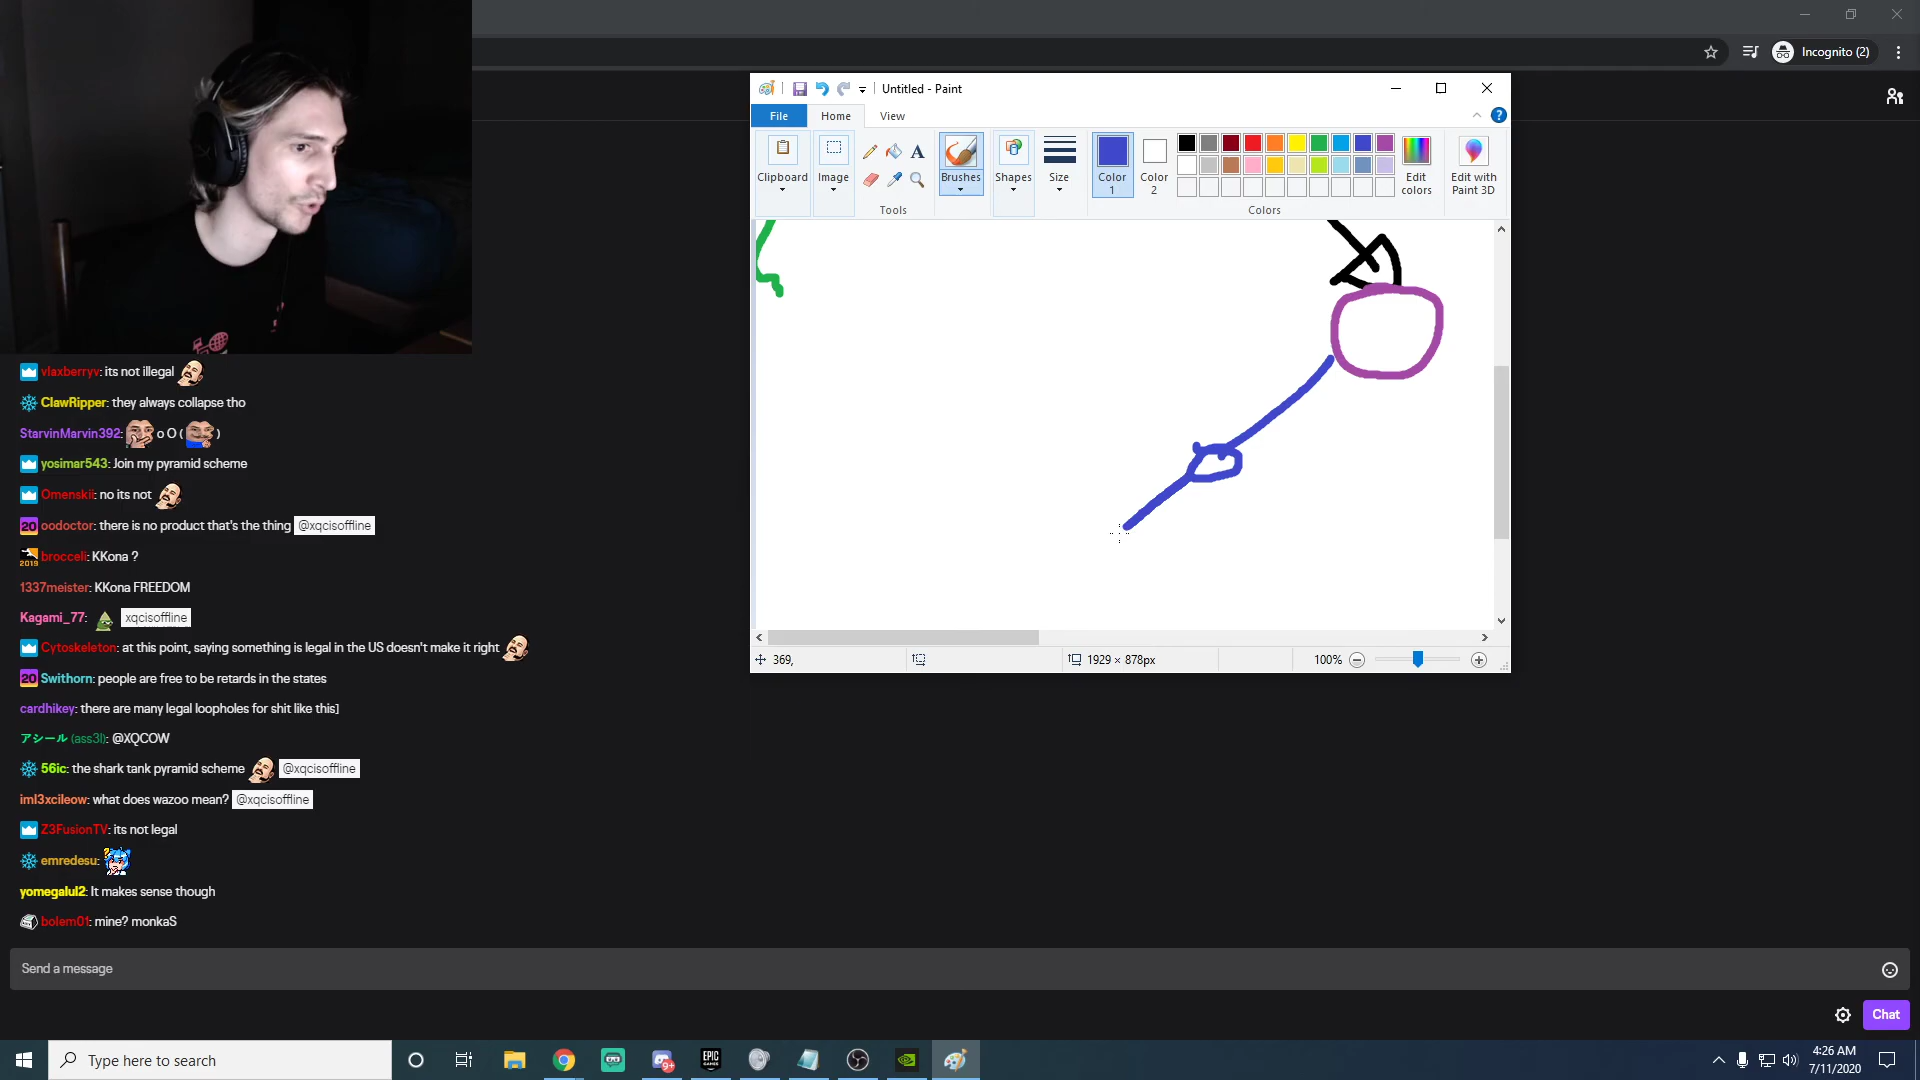 Incognito (2)
Untitled - Paint
File Home View
Clipboard Image Brushes Shapes Size Color 1 Color 2 Edit colors Edit with Paint 3D
Tools Colors
369, 1929 × 878px 100%
vlaxberryv: its not illegal
ClawRipper: they always collapse tho
StarvinMarvin392: o O ( )
yosimar543: Join my pyramid scheme
Omenskii: no its not
20 oodoctor: there is no product that's the thing @xqcisoffline
2019 brocceli: KKona ?
1337meister: KKona FREEDOM
Kagami_77: xqcisoffline
Cytoskeleton: at this point, saying something is legal in the US doesn't make it right
20 Swithorn: people are free to be retards in the states
cardhikey: there are many legal loopholes for shit like this]
アシール (ass3l): @XQCOW
56ic: the shark tank pyramid scheme @xqcisoffline
iml3xcileow: what does wazoo mean? @xqcisoffline
Z3FusionTV: its not legal
emredesu:
yomegalul2: It makes sense though
bolem01: mine? monkaS
Send a message
Chat
Type here to search
9+
EPIC GAMES
4:26 AM
7/11/2020